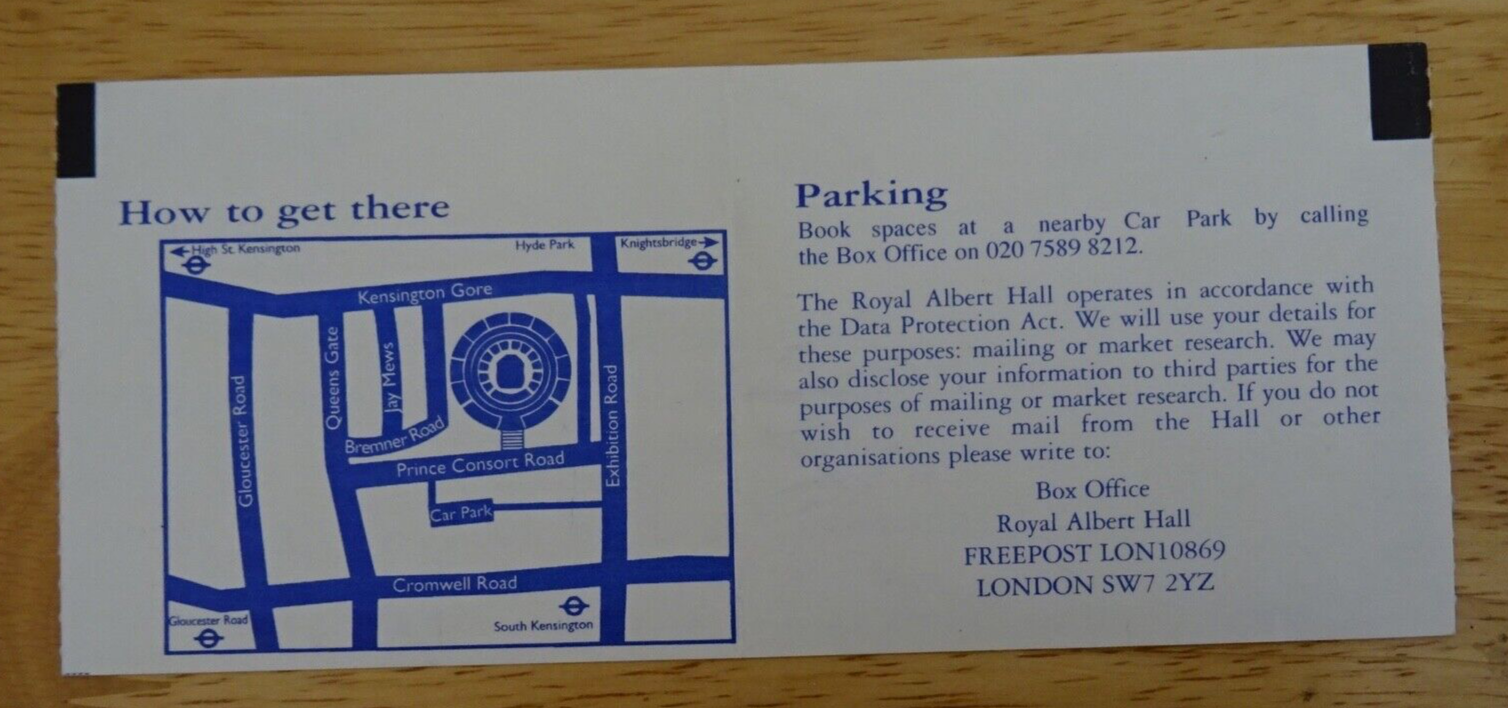 How to get there
High St. Kensington
Hyde Park
Knightsbridge
Kensington Gore
Gloucester Road
Queens Gate
Jay Mews
Bremner Road
Exhibition Road
Prince Consort Road
Car Park
Cromwell Road
Gloucester Road
South Kensington
Parking
Book spaces at a nearby Car Park by calling
the Box Office on 020 7589 8212.
The Royal Albert Hall operates in accordance with
the Data Protection Act. We will use your details for
these purposes: mailing or market research. We may
also disclose your information to third parties for the
purposes of mailing or market research. If you do not
wish to receive mail from the Hall or other
organisations please write to:
Box Office
Royal Albert Hall
FREEPOST LON10869
LONDON SW7 2YZ